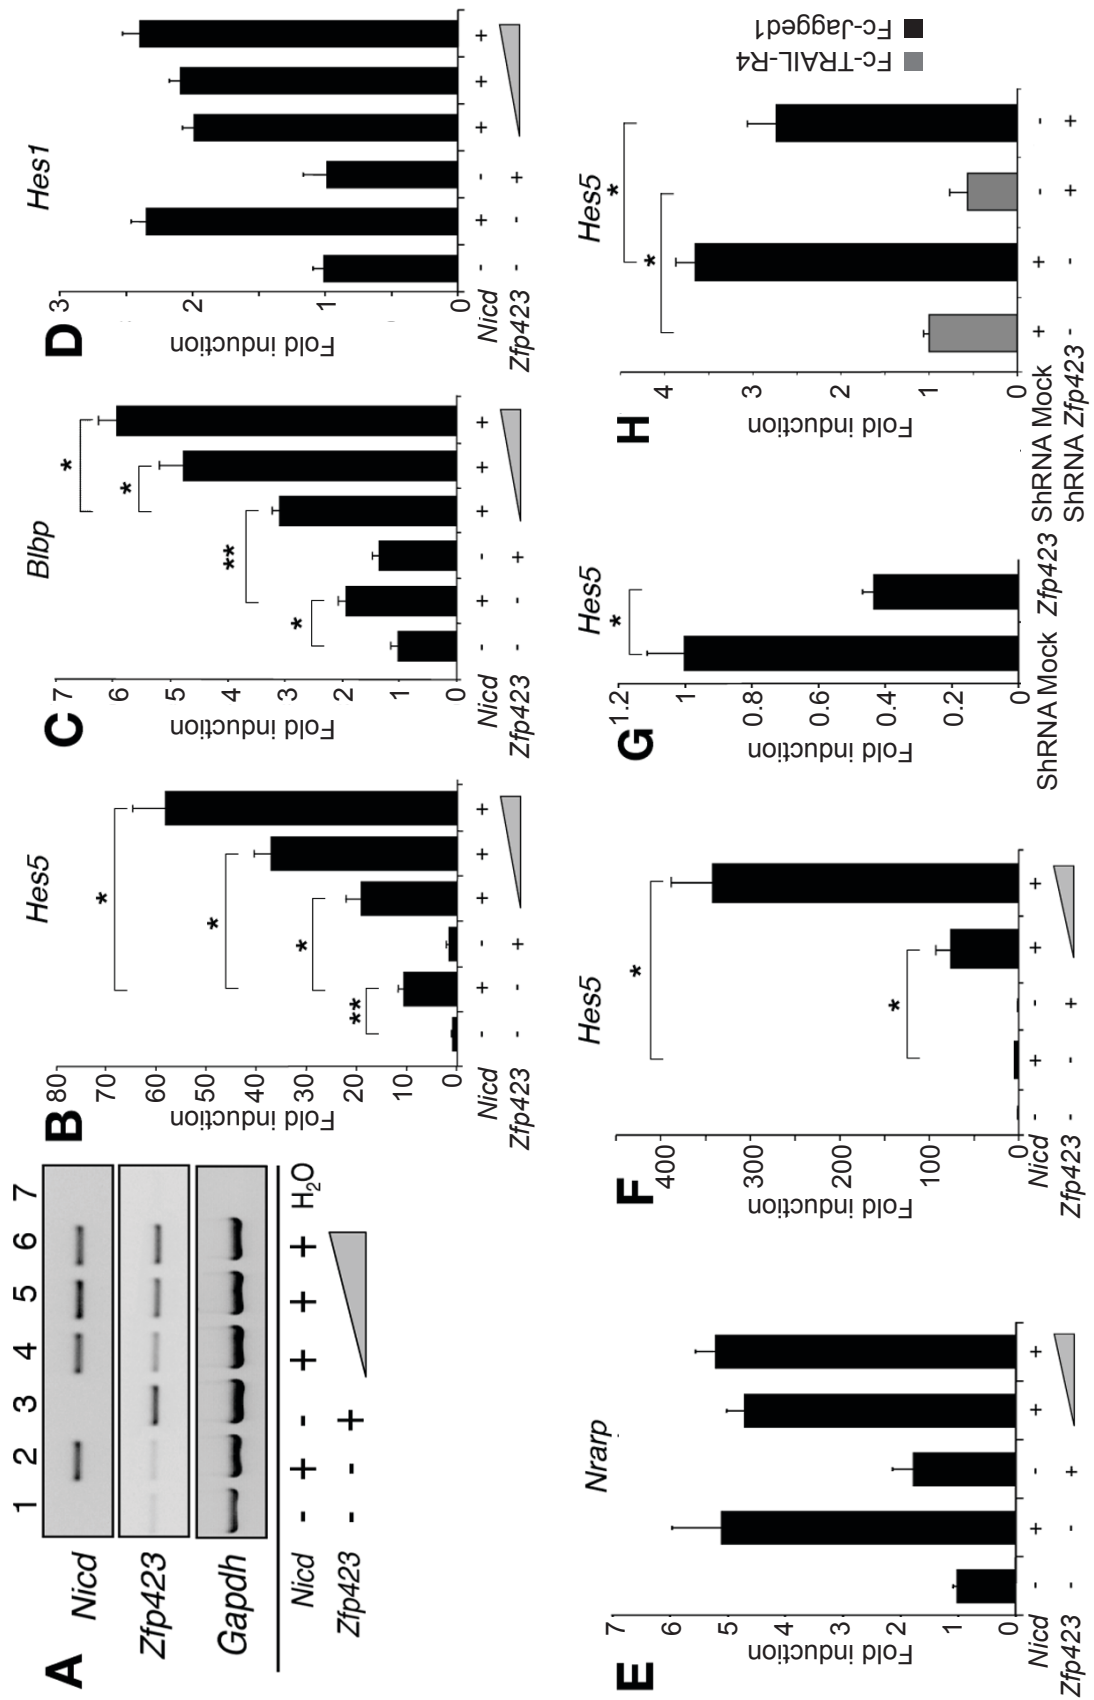 A
1 2 3 4 5 6 7
Nicd
Zfp423
Gapdh
Nicd - + - + + + H2O
Zfp423 - - +
B
Hes5
Fold induction
80
70
60
50
40
30
20
10
0
** * * *
Nicd - + - + + +
Zfp423 - - +
C
Blbp
Fold induction
7
6
5
4
3
2
1
0
* ** * *
Nicd - + - + + +
Zfp423 - - +
D
Hes1
Fold induction
3
2
1
0
Nicd - + - + + +
Zfp423 - - +
E
Nrarp
Fold induction
7
6
5
4
3
2
1
0
Nicd - + - + +
Zfp423 - - +
F
Hes5
Fold induction
400
300
200
100
0
* *
Nicd - + - + +
Zfp423 - - +
G
Hes5
Fold induction
1.2
1
0.8
0.6
0.4
0.2
0
*
ShRNA Mock Zfp423
H
Hes5
Fold induction
4
3
2
1
0
* *
ShRNA Mock + + - -
ShRNA Zfp423 - - + +
Fc-TRAIL-R4
Fc-Jagged1